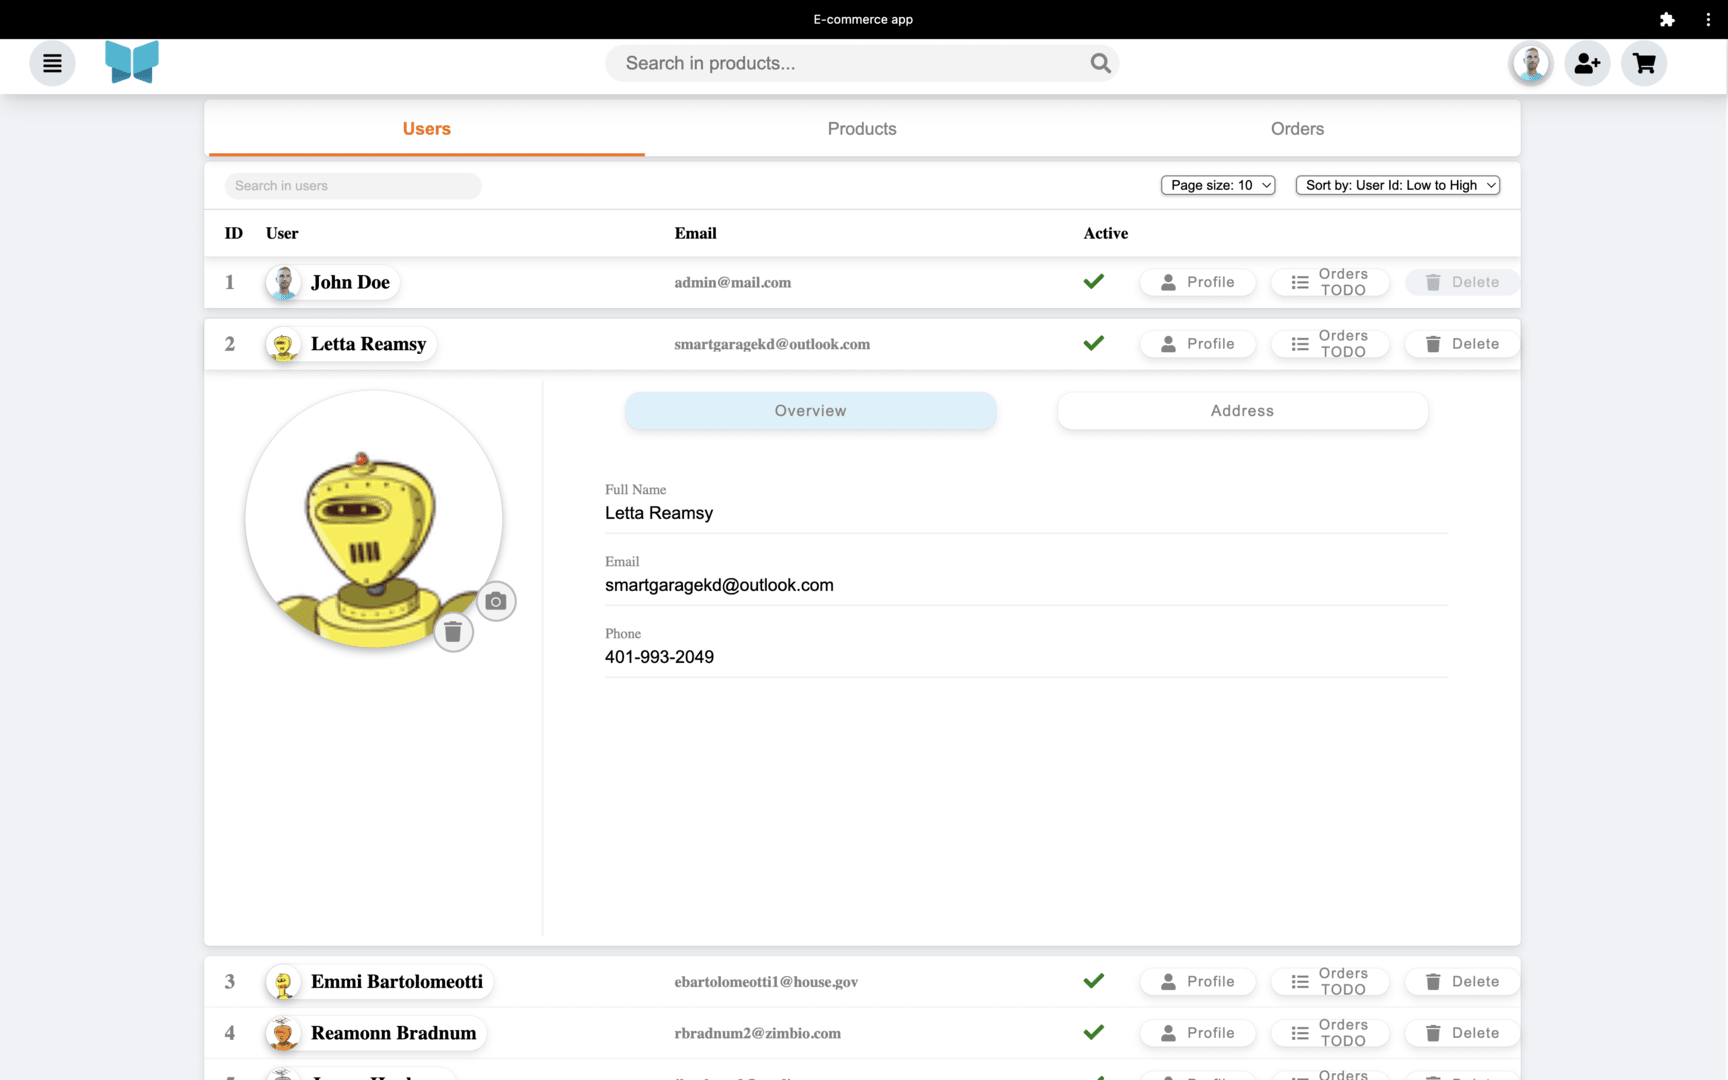 E-commerce app
Search in products...
Users Products Orders
Search in users Page size: 10 Sort by: User Id: Low to High
ID User Email Active
1 John Doe admin@mail.com Profile Orders TODO Delete
2 Letta Reamsy smartgaragekd@outlook.com Profile Orders TODO Delete
Overview Address
Full Name
Letta Reamsy
Email
smartgaragekd@outlook.com
Phone
401-993-2049
3 Emmi Bartolomeotti ebartolomeotti1@house.gov Profile Orders TODO Delete
4 Reamonn Bradnum rbradnum2@zimbio.com Profile Orders TODO Delete
Orders